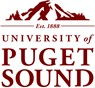 Est. 1888
UNIVERSITY of
PUGET
SOUND